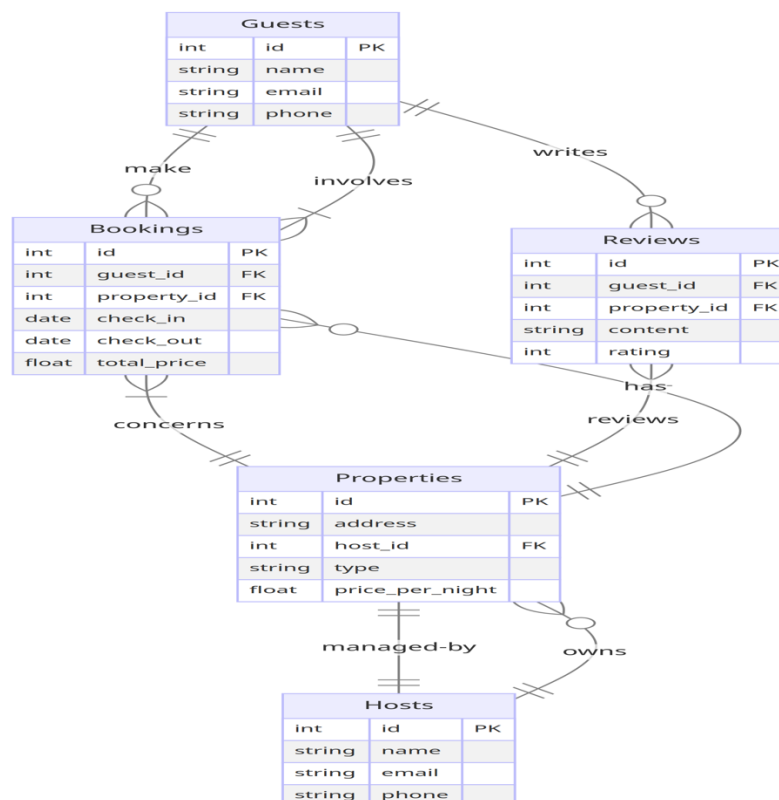 Guests
int id PK
string name
string email
string phone
make
involves
writes
Bookings
int id PK
int guest_id FK
int property_id FK
date check_in
date check_out
float total_price
Reviews
int id PK
int guest_id FK
int property_id FK
string content
int rating
has-
concerns
reviews
Properties
int id PK
string address
int host_id FK
string type
float price_per_night
managed-by
owns
Hosts
int id PK
string name
string email
string phone